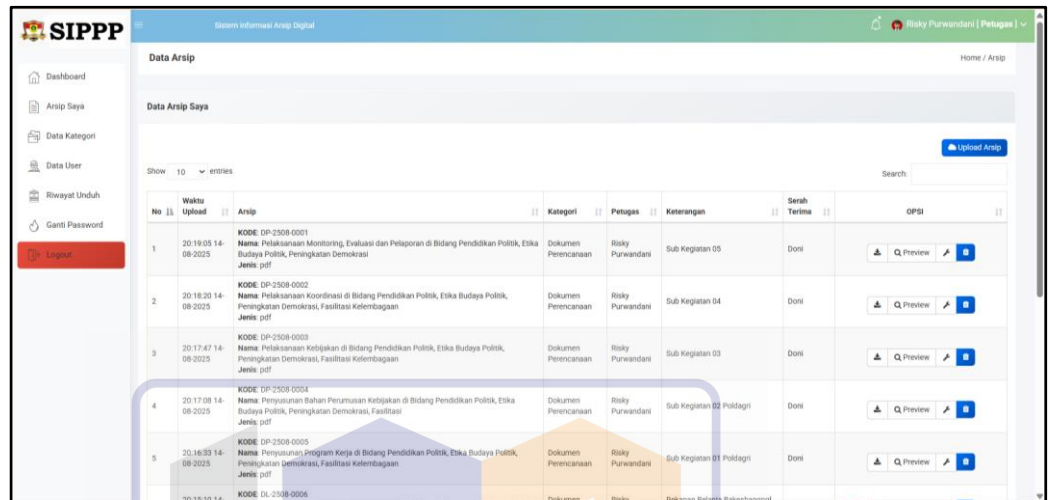 SIPPP
Sistem Informasi Arsip Digital
Risky Purwandani [ Petugas ]
Dashboard
Arsip Saya
Data Kategori
Data User
Riwayat Unduh
Ganti Password
Logout
Data Arsip
Home / Arsip
Data Arsip Saya
Upload Arsip
Show 10 entries
Search:
No
Waktu Upload
Arsip
Kategori
Petugas
Keterangan
Serah Terima
OPSI
1
20:19:05 14-
08-2025
KODE: DP-2508-0001
Nama: Pelaksanaan Monitoring, Evaluasi dan Pelaporan di Bidang Pendidikan Politik, Etika
Budaya Politik, Peningkatan Demokrasi
Jenis: pdf
Dokumen
Perencanaan
Risky
Purwandani
Sub Kegiatan 05
Doni
Preview
2
20:18:20 14-
08-2025
KODE: DP-2508-0002
Nama: Pelaksanaan Koordinasi di Bidang Pendidikan Politik, Etika Budaya Politik,
Peningkatan Demokrasi, Fasilitasi Kelembagaan
Jenis: pdf
Dokumen
Perencanaan
Risky
Purwandani
Sub Kegiatan 04
Doni
Preview
3
20:17:47 14-
08-2025
KODE: DP-2508-0003
Nama: Pelaksanaan Kebijakan di Bidang Pendidikan Politik, Etika Budaya Politik,
Peningkatan Demokrasi, Fasilitasi Kelembagaan
Jenis: pdf
Dokumen
Perencanaan
Risky
Purwandani
Sub Kegiatan 03
Doni
Preview
4
20:17:08 14-
08-2025
KODE: DP-2508-0004
Nama: Penyusunan Bahan Perumusan Kebijakan di Bidang Pendidikan Politik, Etika
Budaya Politik, Peningkatan Demokrasi, Fasilitasi
Jenis: pdf
Dokumen
Perencanaan
Risky
Purwandani
Sub Kegiatan 02 Poldagri
Doni
Preview
5
20:16:33 14-
08-2025
KODE: DP-2508-0005
Nama: Penyusunan Program Kerja di Bidang Pendidikan Politik, Etika Budaya Politik,
Peningkatan Demokrasi, Fasilitasi Kelembagaan
Jenis: pdf
Dokumen
Perencanaan
Risky
Purwandani
Sub Kegiatan 01 Poldagri
Doni
Preview
20:15:10 14-
KODE: DL-2508-0006
Dokumen
Risky